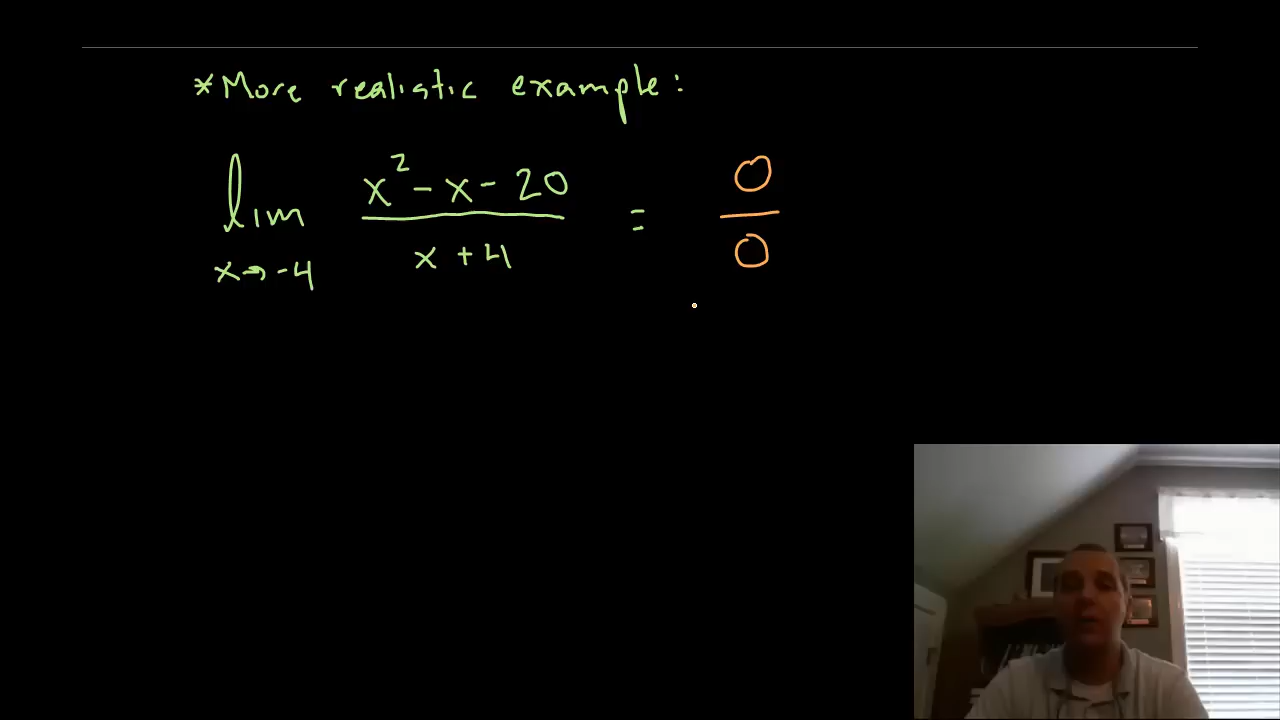 *More realistic example:
lim x→-4 (x² - x - 20)/(x + 4) = 0/0